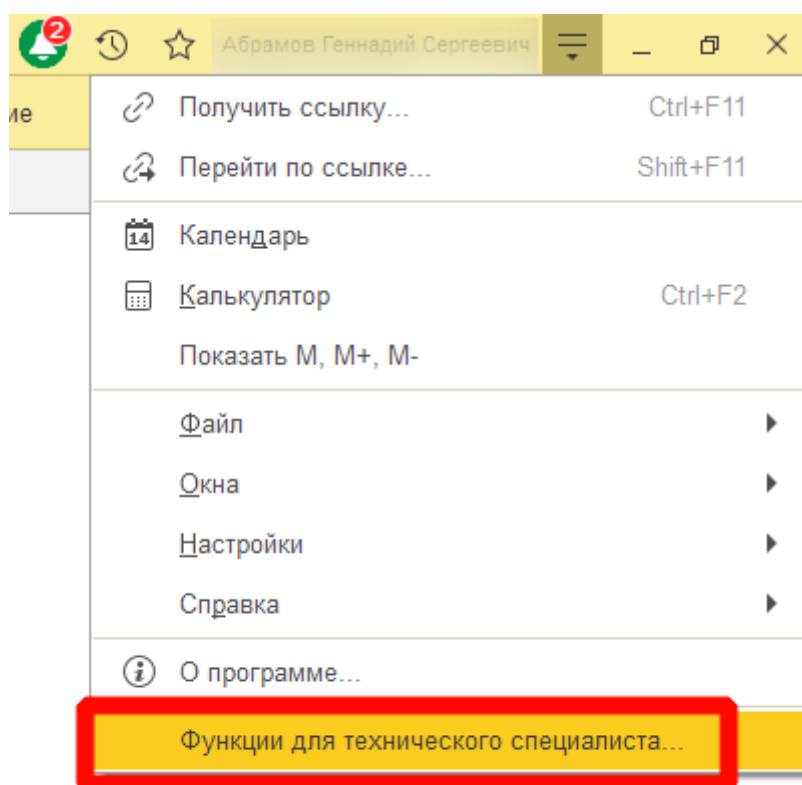 2
Абрамов Геннадий Сергеевич
ие
Получить ссылку... Ctrl+F11
Перейти по ссылке... Shift+F11
14 Календарь
Калькулятор Ctrl+F2
Показать M, M+, M-
Файл
Окна
Настройки
Справка
О программе...
Функции для технического специалиста...